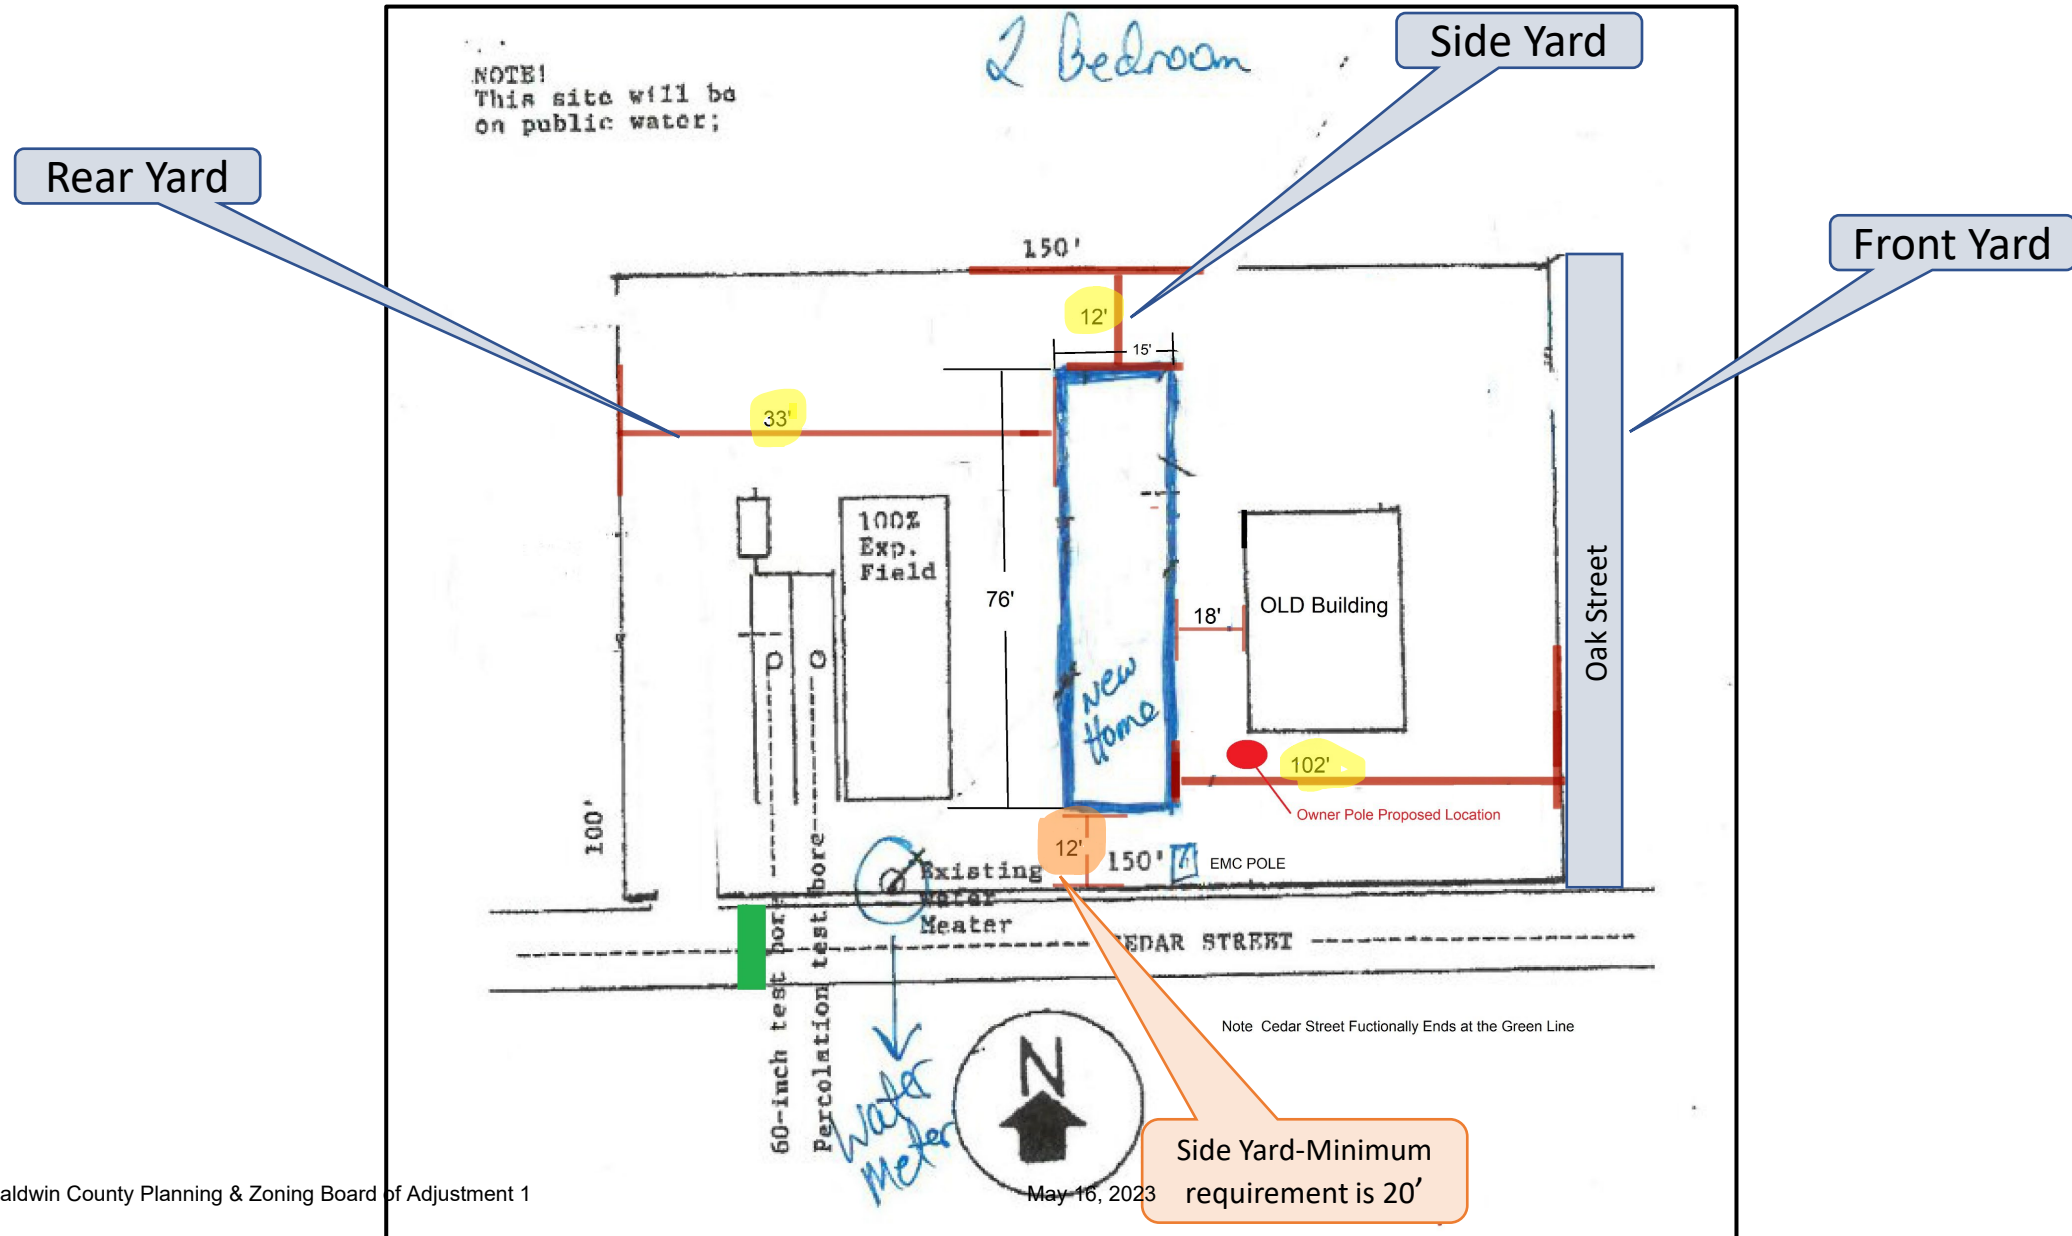 2 Bedroom
Side Yard
NOTE!
This site will be
on public water;
Rear Yard
Front Yard
150'
12'
15'
33'
100%
Exp.
Field
76'
18'
OLD Building
Oak Street
New
Home
102'
Owner Pole Proposed Location
100'
12'
150'
EMC POLE
Existing
Water
Meater
CEDAR STREET
60-inch test bore
Percolation test bore
Note Cedar Street Fuctionally Ends at the Green Line
N
Water
Meter
Side Yard-Minimum
requirement is 20'
aldwin County Planning & Zoning Board of Adjustment 1
May 16, 2023